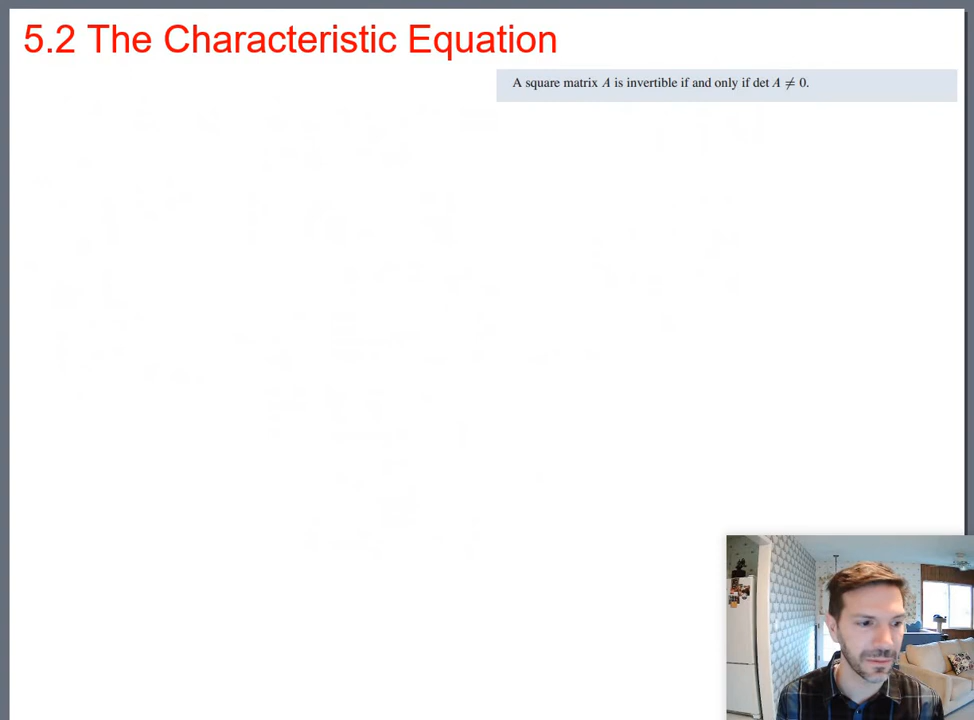 5.2 The Characteristic Equation
A square matrix A is invertible if and only if det A ≠ 0.